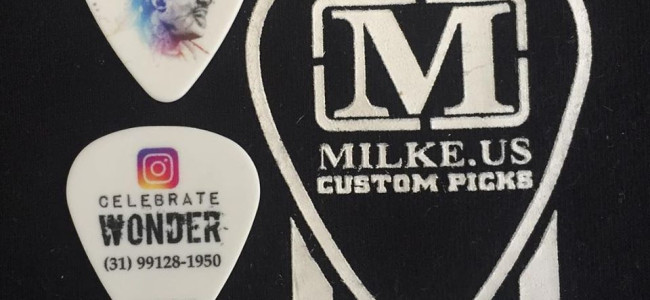 CELEBRATE
WONDER
(31) 99128-1950
M
MILKE.US
CUSTOM PICKS